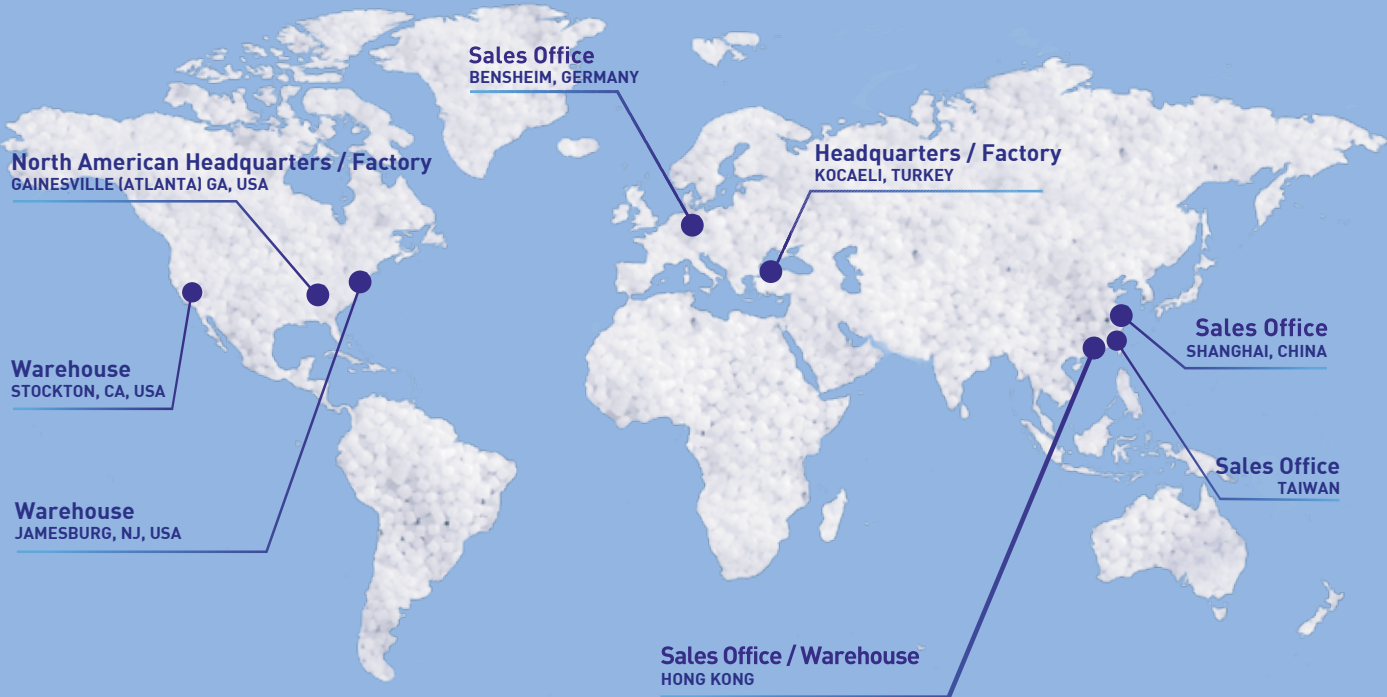 Sales Office
BENSHEIM, GERMANY
North American Headquarters / Factory
GAINESVILLE (ATLANTA) GA, USA
Headquarters / Factory
KOCAELI, TURKEY
Sales Office
SHANGHAI, CHINA
Warehouse
STOCKTON, CA, USA
Sales Office
TAIWAN
Warehouse
JAMESBURG, NJ, USA
Sales Office / Warehouse
HONG KONG